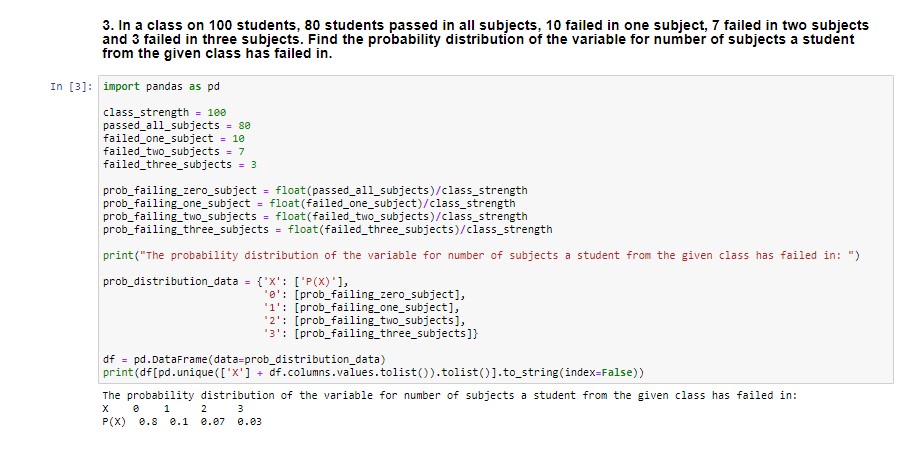 3. In a class on 100 students, 80 students passed in all subjects, 10 failed in one subject, 7 failed in two subjects
and 3 failed in three subjects. Find the probability distribution of the variable for number of subjects a student
from the given class has failed in.
In [3]: import pandas as pd
class_strength = 100
passed_all_subjects = 80
failed_one_subject = 10
failed_two_subjects = 7
failed_three_subjects = 3
prob_failing_zero_subject = float(passed_all_subjects)/class_strength
prob_failing_one_subject = float(failed_one_subject)/class_strength
prob_failing_two_subjects = float(failed_two_subjects)/class_strength
prob_failing_three_subjects = float(failed_three_subjects)/class_strength
print("The probability distribution of the variable for number of subjects a student from the given class has failed in: ")
prob_distribution_data = {'X': ['P(X)'],
'0': [prob_failing_zero_subject],
'1': [prob_failing_one_subject],
'2': [prob_failing_two_subjects],
'3': [prob_failing_three_subjects]}
df = pd.DataFrame(data=prob_distribution_data)
print(df[pd.unique(['X'] + df.columns.values.tolist()).tolist()].to_string(index=False))
The probability distribution of the variable for number of subjects a student from the given class has failed in:
X 0 1 2 3
P(X) 0.8 0.1 0.07 0.03